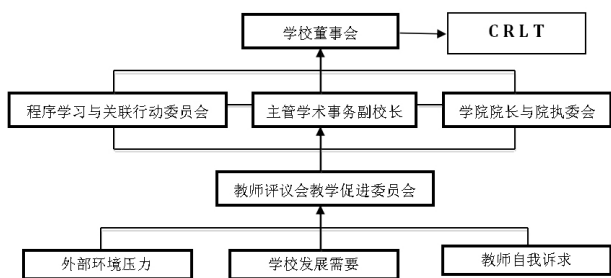 学校董事会
CRLT
程序学习与关联行动委员会
主管学术事务副校长
学院院长与院执委会
教师评议会教学促进委员会
外部环境压力
学校发展需要
教师自我诉求